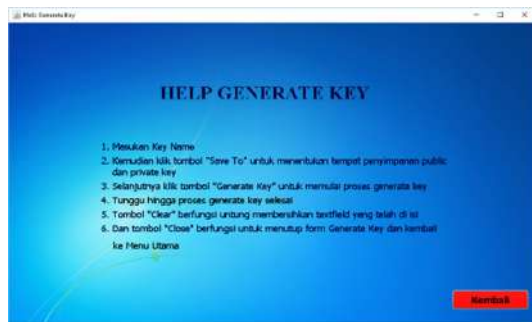 Help Generate Key
HELP GENERATE KEY
1. Masukan Key Name
2. Kemudian klik tombol "Save To" untuk menentukan tempat penyimpanan public
dan private key
3. Selanjutnya klik tombol "Generate Key" untuk memulai proses generate key
4. Tunggu hingga proses generate key selesai
5. Tombol "Clear" berfungsi untung membersihkan textfield yang telah di isi
6. Dan tombol "Close" berfungsi untuk menutup form Generate Key dan kembali
ke Menu Utama
Kembali